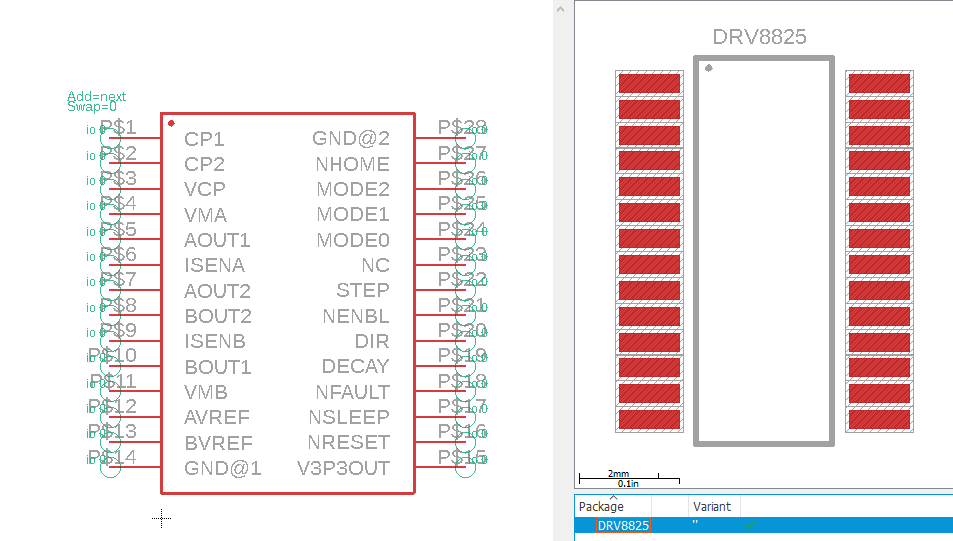 Add=next
Swap=0
io 0 P$1 CP1 GND@2 P$28 io 0
io 0 P$2 CP2 NHOME P$27 io 0
io 0 P$3 VCP MODE2 P$26 io 0
io 0 P$4 VMA MODE1 P$25 io 0
io 0 P$5 AOUT1 MODE0 P$24 io 0
io 0 P$6 ISENA NC P$23 io 0
io 0 P$7 AOUT2 STEP P$22 io 0
io 0 P$8 BOUT2 NENBL P$21 io 0
io 0 P$9 ISENB DIR P$20 io 0
io 0 P$10 BOUT1 DECAY P$19 io 0
io 0 P$11 VMB NFAULT P$18 io 0
io 0 P$12 AVREF NSLEEP P$17 io 0
io 0 P$13 BVREF NRESET P$16 io 0
io 0 P$14 GND@1 V3P3OUT P$15 io 0
DRV8825
2mm
0.1in
Package Variant
DRV8825 ''